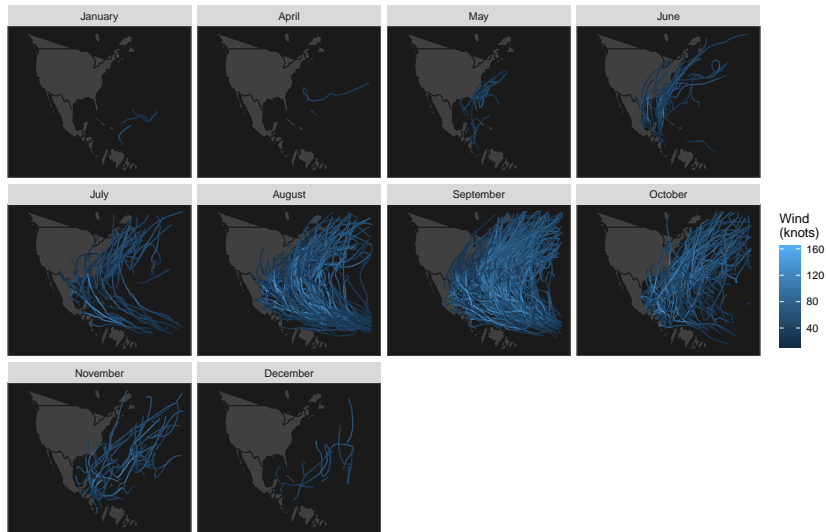 January
April
May
June
July
August
September
October
Wind
(knots)
160
120
80
40
November
December